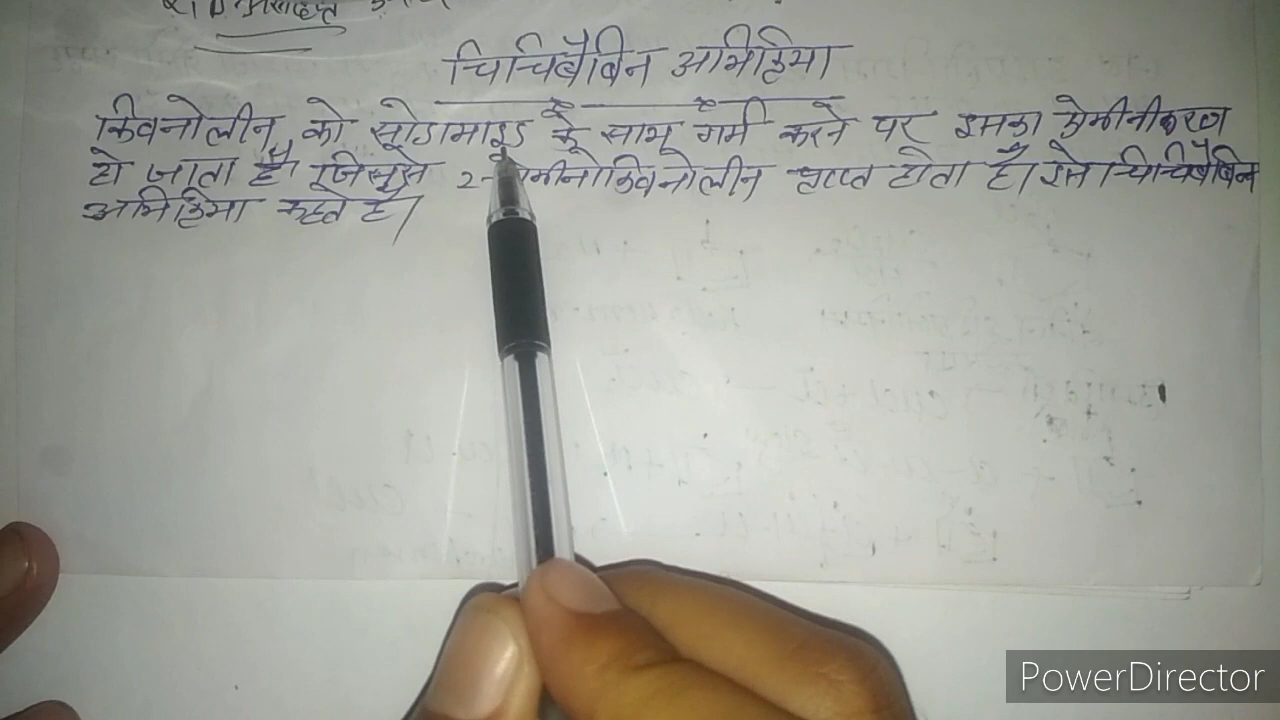 चिचिबैबिन अभिक्रिया
क्विनोलीन को सोडामाइड के साथ गर्म करने पर इसका ऐमीनीकरण
हो जाता है जिससे 2-ऐमीनोक्विनोलीन प्राप्त होता है। इसे चिचिबैबिन
अभिक्रिया कहते हैं।
PowerDirector